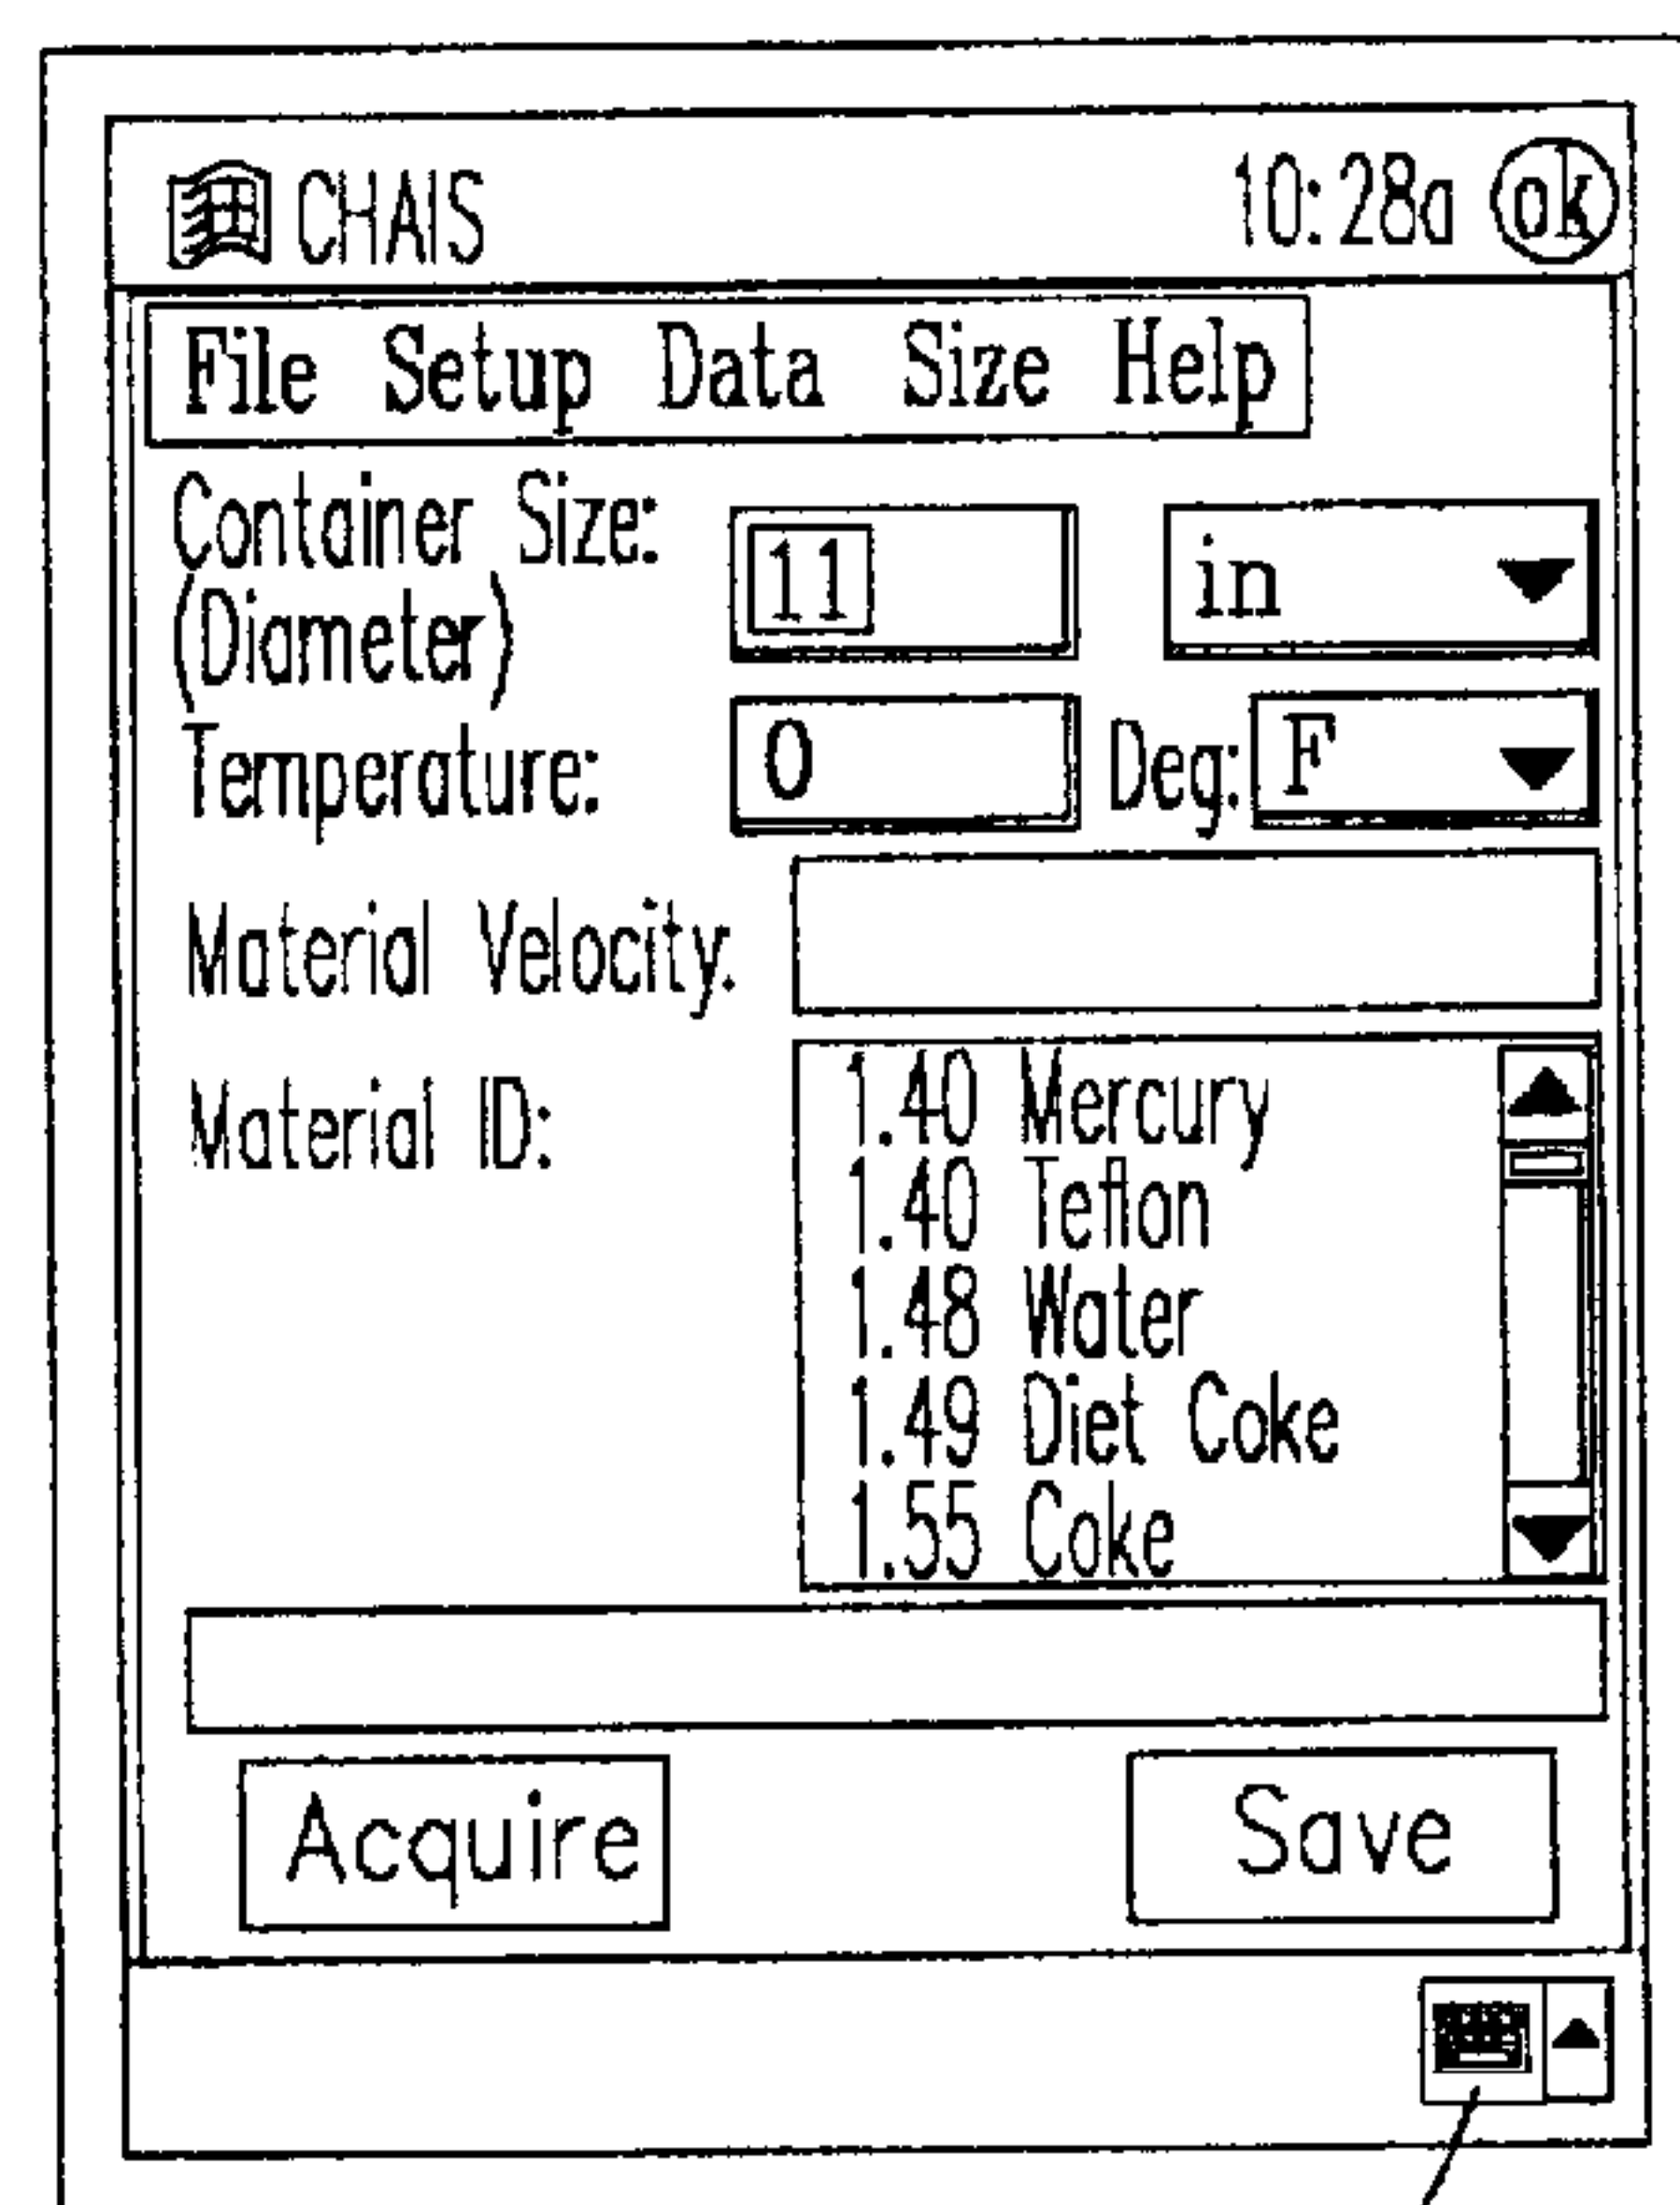 CHAIS 10:28a ok
File Setup Data Size Help
Container Size: 11 in
(Diameter)
Temperature: 0 Deg: F
Material Velocity:
Material ID:
1.40 Mercury
1.40 Teflon
1.48 Water
1.49 Diet Coke
1.55 Coke
Acquire Save